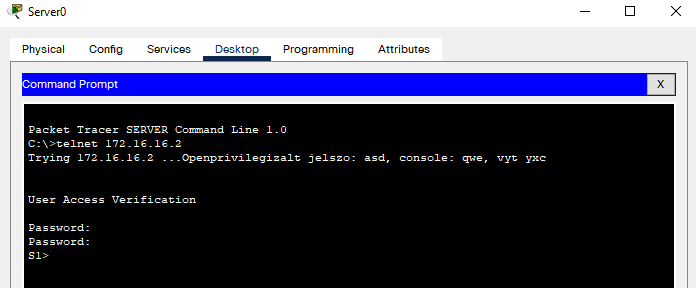 Server0
Physical Config Services Desktop Programming Attributes
Command Prompt X
Packet Tracer SERVER Command Line 1.0
C:\>telnet 172.16.16.2
Trying 172.16.16.2 ...Openprivilegizalt jelszo: asd, console: qwe, vyt yxc
User Access Verification
Password:
Password:
S1>